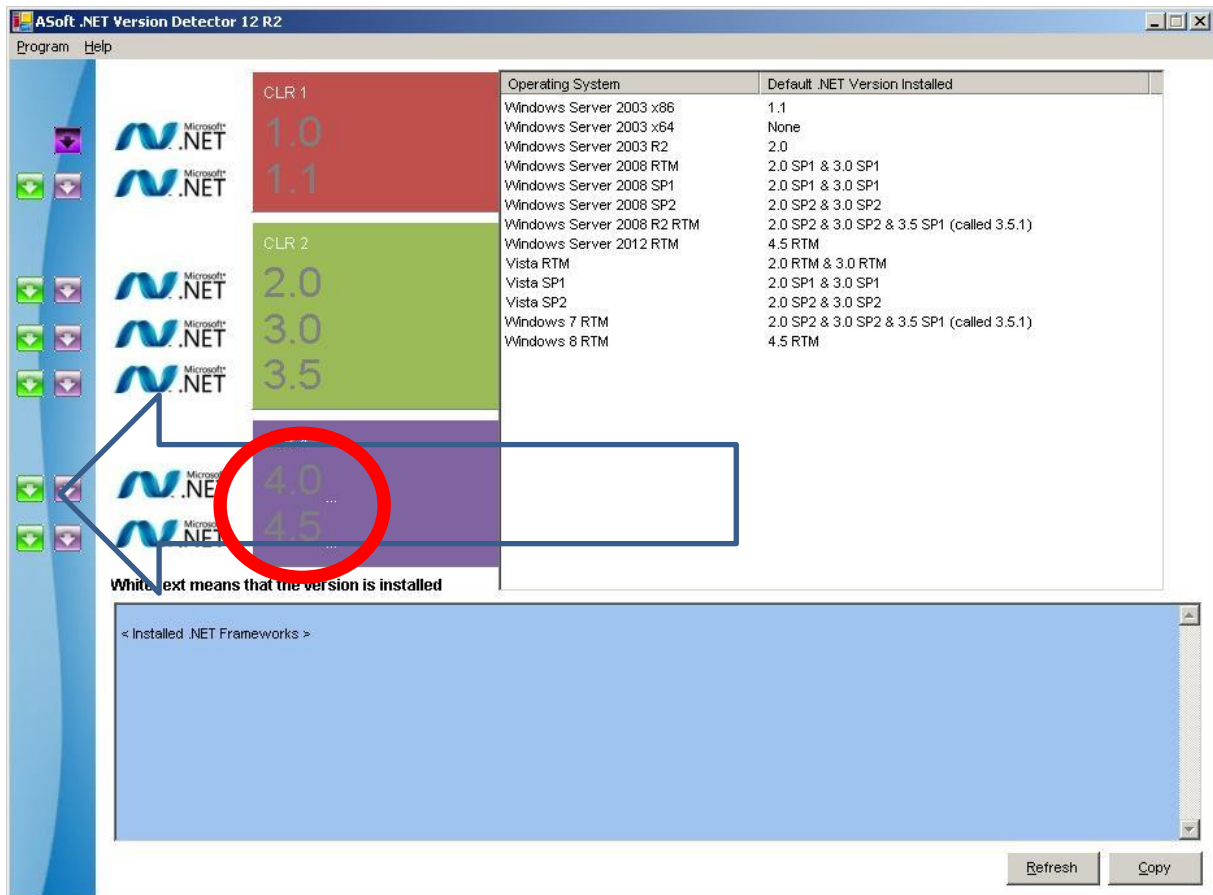 ASoft .NET Version Detector 12 R2
Program Help
CLR 1
Microsoft .NET 1.0
Microsoft .NET 1.1
CLR 2
Microsoft .NET 2.0
Microsoft .NET 3.0
Microsoft .NET 3.5
4.0 ...
4.5 ...
White text means that the version is installed
Operating System Default .NET Version Installed
Windows Server 2003 x86 1.1
Windows Server 2003 x64 None
Windows Server 2003 R2 2.0
Windows Server 2008 RTM 2.0 SP1 & 3.0 SP1
Windows Server 2008 SP1 2.0 SP1 & 3.0 SP1
Windows Server 2008 SP2 2.0 SP2 & 3.0 SP2
Windows Server 2008 R2 RTM 2.0 SP2 & 3.0 SP2 & 3.5 SP1 (called 3.5.1)
Windows Server 2012 RTM 4.5 RTM
Vista RTM 2.0 RTM & 3.0 RTM
Vista SP1 2.0 SP1 & 3.0 SP1
Vista SP2 2.0 SP2 & 3.0 SP2
Windows 7 RTM 2.0 SP2 & 3.0 SP2 & 3.5 SP1 (called 3.5.1)
Windows 8 RTM 4.5 RTM
< Installed .NET Frameworks >
Refresh Copy